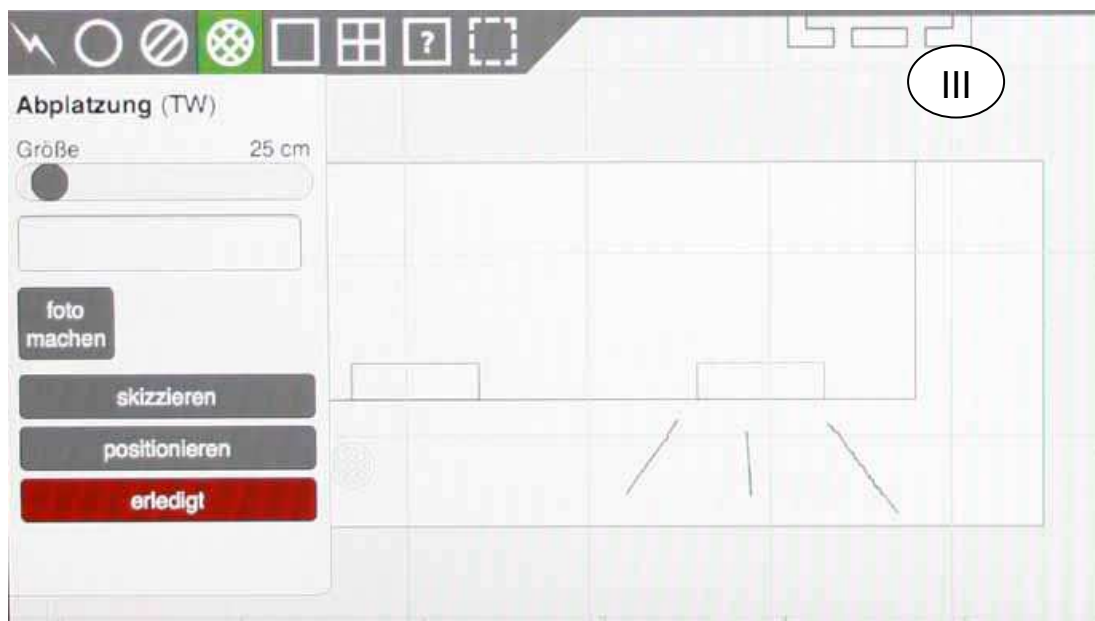 ?
III
Abplatzung (TW)
Größe 25 cm
foto
machen
skizzieren
positionieren
erledigt